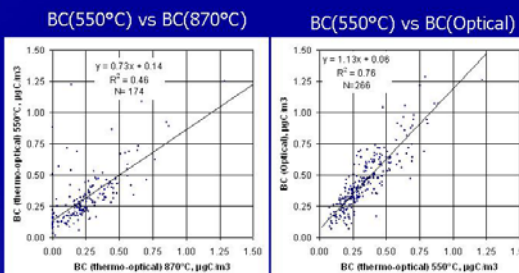 BC(550°C) vs BC(870°C)
1.50
1.25
1.00
0.75
0.50
0.25
0.00
y = 0.73x + 0.14
R² = 0.46
N= 174
BC (thermo-optical) 550°C, µgC/m3
0.00 0.25 0.50 0.75 1.00 1.25 1.50
BC (thermo-optical) 870°C, µgC/m3
BC(550°C) vs BC(Optical)
1.50
1.25
1.00
0.75
0.50
0.25
0.00
y = 1.13x + 0.06
R² = 0.76
N=266
BC (Optical), µgC/m3
0.00 0.25 0.50 0.75 1.00 1.25 1.50
BC (thermo-optical) 550°C, µgC/m3